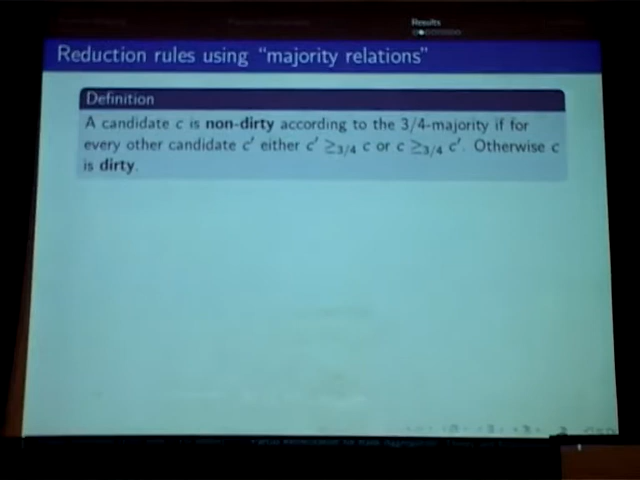 Results
Reduction rules using “majority relations”
Definition
A candidate c is non-dirty according to the 3/4-majority if for
every other candidate c′ either c′ ≥3/4 c or c ≥3/4 c′. Otherwise c
is dirty.